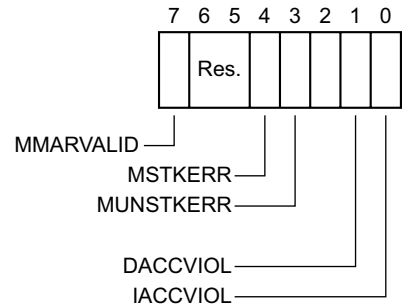 7 6 5 4 3 2 1 0
Res.
MMARVALID
MSTKERR
MUNSTKERR
DACCVIOL
IACCVIOL